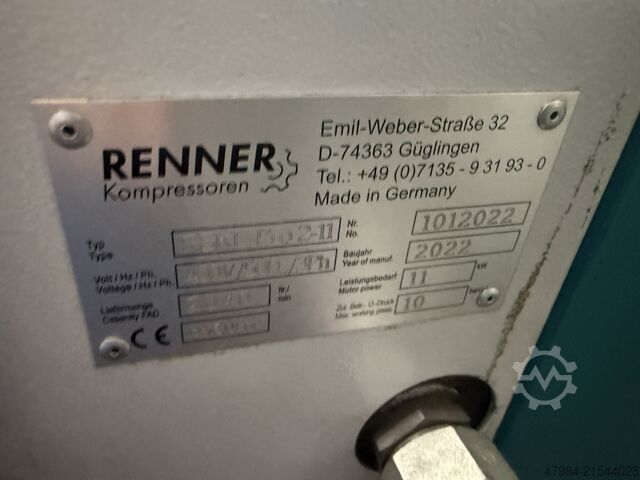 RENNER
Kompressoren
Emil-Weber-Straße 32
D-74363 Güglingen
Tel.: +49 (0)7135 - 9 31 93 - 0
Made in Germany
Typ
Type
Nr.
No.
1012022
Volt / Hz / Ph.
Voltage / Hz / Ph.
Baujahr
Year of manuf.
2022
Liefermenge
Capacity FAD
ltr/
min
Leistungsbedarf
Motor power
11
kW
CE
Zul. Betr.-Ü-Druck
Max. working press.
10
47984-21544028